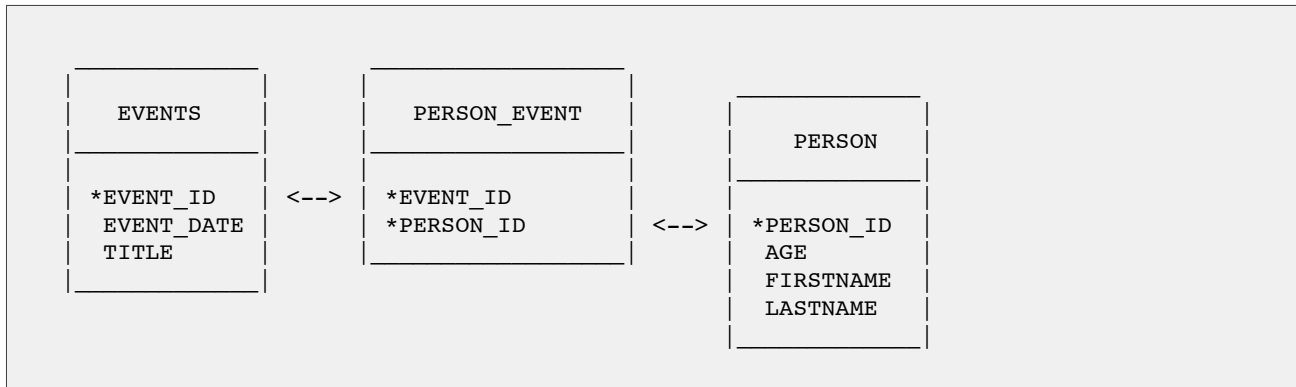 EVENTS
*EVENT_ID
EVENT_DATE
TITLE
<-->
PERSON_EVENT
*EVENT_ID
*PERSON_ID
<-->
PERSON
*PERSON_ID
AGE
FIRSTNAME
LASTNAME